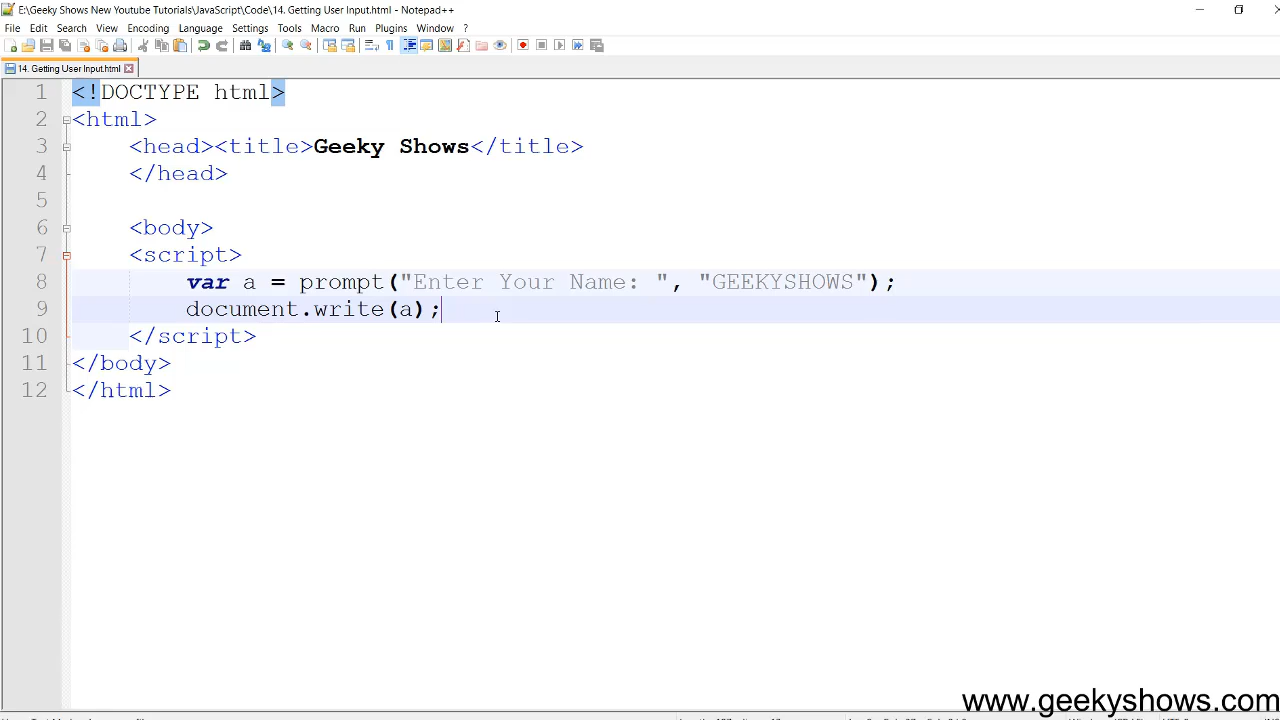 E:\Geeky Shows New Youtube Tutorials\JavaScript\Code\14. Getting User Input.html - Notepad++
File Edit Search View Encoding Language Settings Tools Macro Run Plugins Window ?
14. Getting User Input.html
1 <!DOCTYPE html>
2 <html>
3 <head><title>Geeky Shows</title>
4 </head>
5
6 <body>
7 <script>
8 var a = prompt("Enter Your Name: ", "GEEKYSHOWS");
9 document.write(a);
10 </script>
11 </body>
12 </html>
www.geekyshows.com